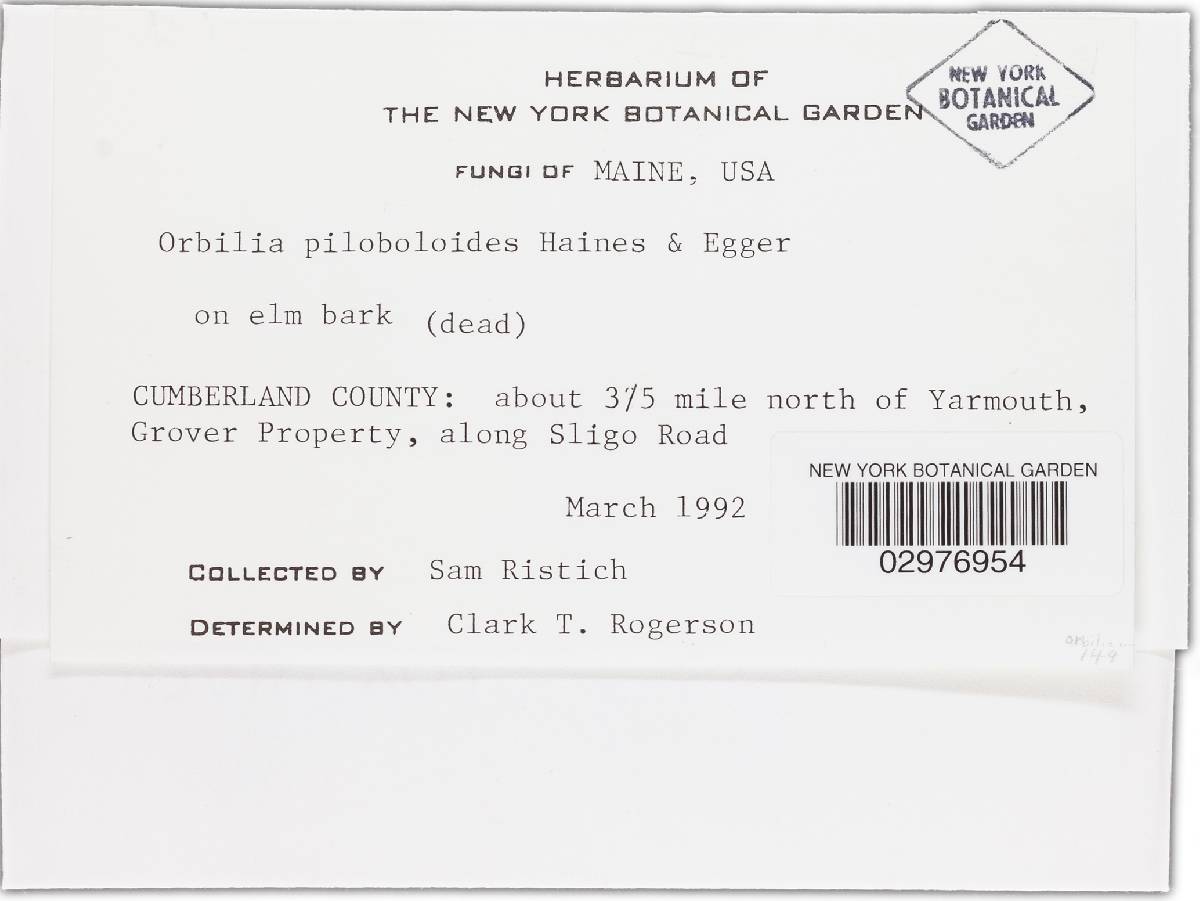 HERBARIUM OF
THE NEW YORK BOTANICAL GARDEN
NEW YORK
BOTANICAL
GARDEN
FUNGI OF MAINE, USA
Orbilia piloboloides Haines & Egger
on elm bark (dead)
CUMBERLAND COUNTY: about 3/5 mile north of Yarmouth,
Grover Property, along Sligo Road
March 1992
NEW YORK BOTANICAL GARDEN
02976954
COLLECTED BY Sam Ristich
DETERMINED BY Clark T. Rogerson
Orbilia